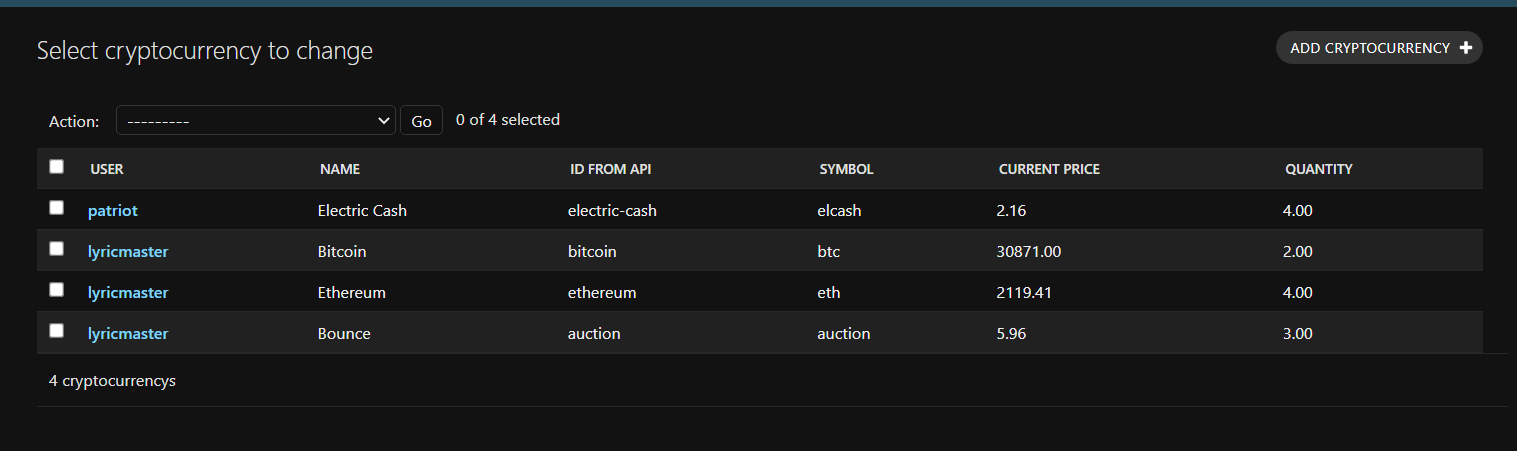 Select cryptocurrency to change
ADD CRYPTOCURRENCY
Action: --------- Go 0 of 4 selected
USER NAME ID FROM API SYMBOL CURRENT PRICE QUANTITY
patriot Electric Cash electric-cash elcash 2.16 4.00
lyricmaster Bitcoin bitcoin btc 30871.00 2.00
lyricmaster Ethereum ethereum eth 2119.41 4.00
lyricmaster Bounce auction auction 5.96 3.00
4 cryptocurrencys